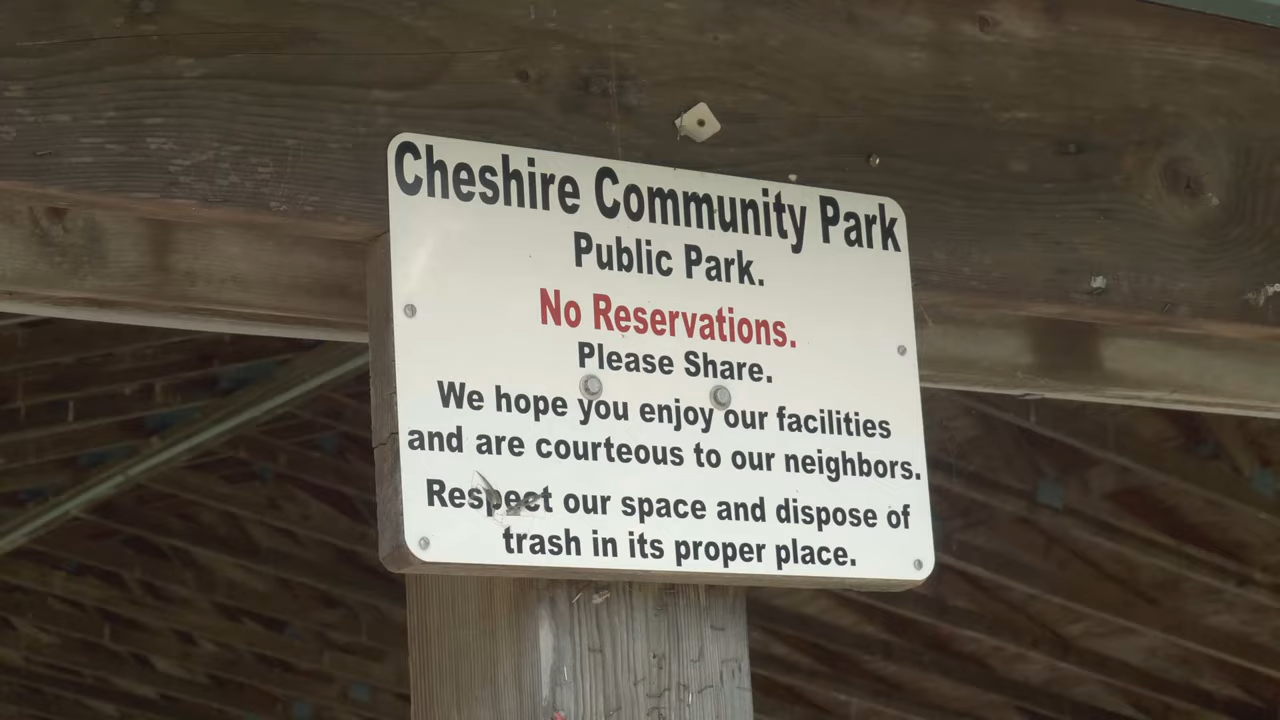 Cheshire Community Park
Public Park.
No Reservations.
Please Share.
We hope you enjoy our facilities
and are courteous to our neighbors.
Respect our space and dispose of
trash in its proper place.